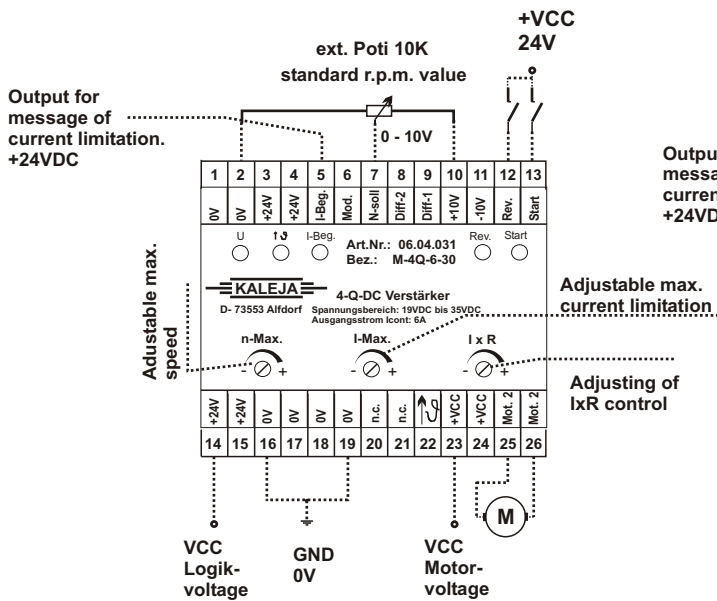 +VCC
24V
ext. Poti 10K
standard r.p.m. value
Output for
message of
current limitation.
+24VDC
0 - 10V
Outpu
messa
curren
+24VD
1 2 3 4 5 6 7 8 9 10 11 12 13
0V 0V +24V +24V I-Beg. Mod. N-soll Diff-2 Diff-1 +10V -10V Rev. Start
U ↑ϑ I-Beg. Rev. Start
Art.Nr.: 06.04.031
Bez.: M-4Q-6-30
KALEJA
D- 73553 Alfdorf
4-Q-DC Verstärker
Spannungsbereich: 19VDC bis 35VDC
Ausgangsstrom Icont: 6A
Adustable max.
speed
n-Max. I-Max. I x R
- + - + - +
Adjustable max.
current limitation
Adjusting of
IxR control
+24V +24V 0V 0V 0V 0V n.c. n.c. ↑ϑ +VCC +VCC Mot. 2 Mot. 2
14 15 16 17 18 19 20 21 22 23 24 25 26
M
VCC
Logik-
voltage
GND
0V
VCC
Motor-
voltage